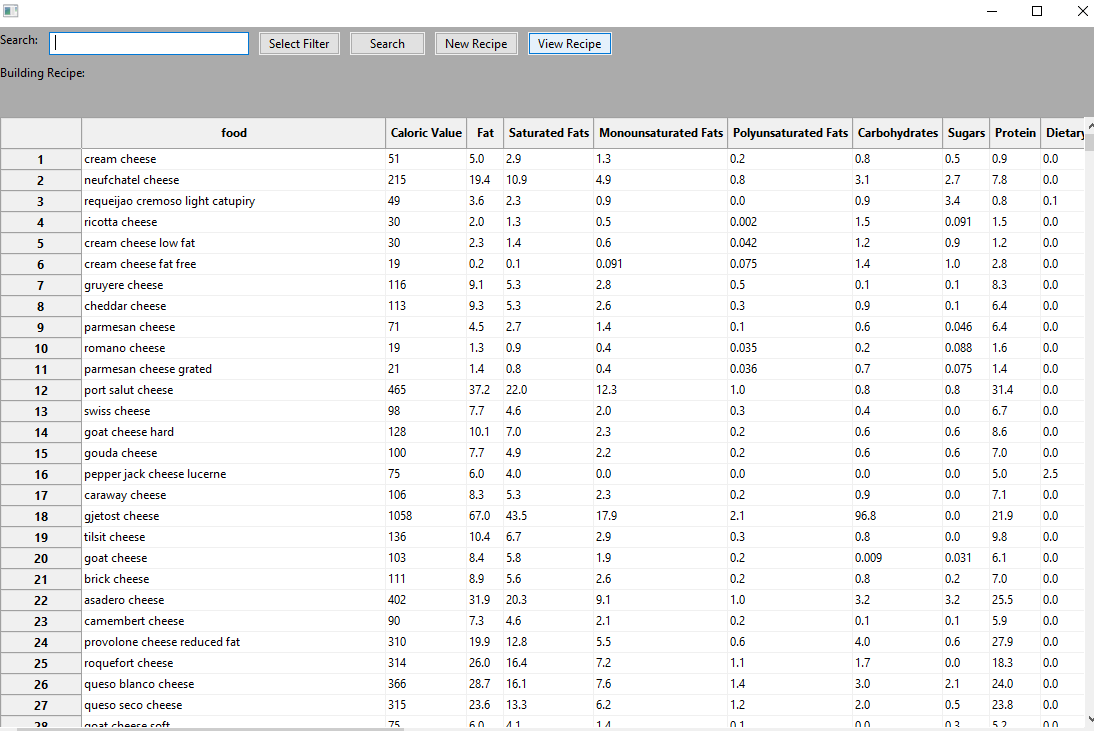 Search: Select Filter Search New Recipe View Recipe
Building Recipe:
food Caloric Value Fat Saturated Fats Monounsaturated Fats Polyunsaturated Fats Carbohydrates Sugars Protein Dietary
1 cream cheese 51 5.0 2.9 1.3 0.2 0.8 0.5 0.9 0.0
2 neufchatel cheese 215 19.4 10.9 4.9 0.8 3.1 2.7 7.8 0.0
3 requeijao cremoso light catupiry 49 3.6 2.3 0.9 0.0 0.9 3.4 0.8 0.1
4 ricotta cheese 30 2.0 1.3 0.5 0.002 1.5 0.091 1.5 0.0
5 cream cheese low fat 30 2.3 1.4 0.6 0.042 1.2 0.9 1.2 0.0
6 cream cheese fat free 19 0.2 0.1 0.091 0.075 1.4 1.0 2.8 0.0
7 gruyere cheese 116 9.1 5.3 2.8 0.5 0.1 0.1 8.3 0.0
8 cheddar cheese 113 9.3 5.3 2.6 0.3 0.9 0.1 6.4 0.0
9 parmesan cheese 71 4.5 2.7 1.4 0.1 0.6 0.046 6.4 0.0
10 romano cheese 19 1.3 0.9 0.4 0.035 0.2 0.088 1.6 0.0
11 parmesan cheese grated 21 1.4 0.8 0.4 0.036 0.7 0.075 1.4 0.0
12 port salut cheese 465 37.2 22.0 12.3 1.0 0.8 0.8 31.4 0.0
13 swiss cheese 98 7.7 4.6 2.0 0.3 0.4 0.0 6.7 0.0
14 goat cheese hard 128 10.1 7.0 2.3 0.2 0.6 0.6 8.6 0.0
15 gouda cheese 100 7.7 4.9 2.2 0.2 0.6 0.6 7.0 0.0
16 pepper jack cheese lucerne 75 6.0 4.0 0.0 0.0 0.0 0.0 5.0 2.5
17 caraway cheese 106 8.3 5.3 2.3 0.2 0.9 0.0 7.1 0.0
18 gjetost cheese 1058 67.0 43.5 17.9 2.1 96.8 0.0 21.9 0.0
19 tilsit cheese 136 10.4 6.7 2.9 0.3 0.8 0.0 9.8 0.0
20 goat cheese 103 8.4 5.8 1.9 0.2 0.009 0.031 6.1 0.0
21 brick cheese 111 8.9 5.6 2.6 0.2 0.8 0.2 7.0 0.0
22 asadero cheese 402 31.9 20.3 9.1 1.0 3.2 3.2 25.5 0.0
23 camembert cheese 90 7.3 4.6 2.1 0.2 0.1 0.1 5.9 0.0
24 provolone cheese reduced fat 310 19.9 12.8 5.5 0.6 4.0 0.6 27.9 0.0
25 roquefort cheese 314 26.0 16.4 7.2 1.1 1.7 0.0 18.3 0.0
26 queso blanco cheese 366 28.7 16.1 7.6 1.4 3.0 2.1 24.0 0.0
27 queso seco cheese 315 23.6 13.3 6.2 1.2 2.0 0.5 23.8 0.0
28 goat cheese soft 75 6.0 4.1 1.4 0.1 0.0 0.3 5.2 0.0